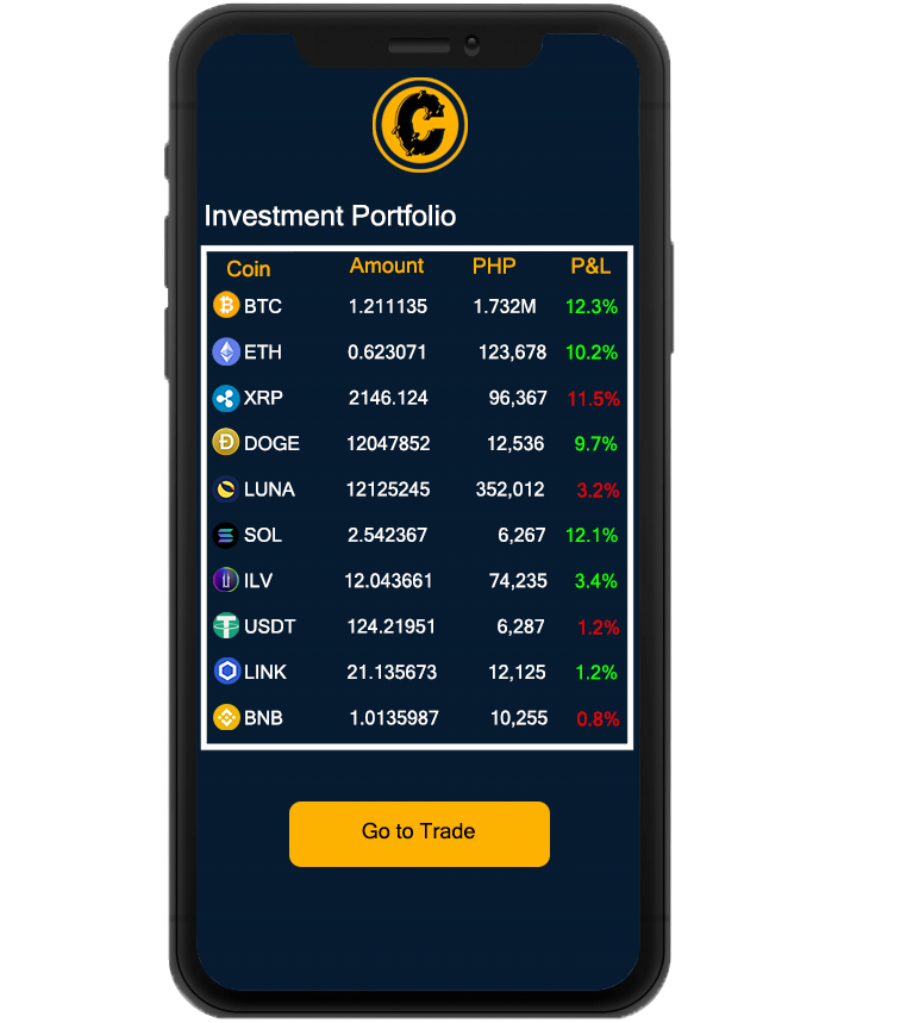 C
Investment Portfolio
Coin Amount PHP P&L
BTC 1.211135 1.732M 12.3%
ETH 0.623071 123,678 10.2%
XRP 2146.124 96,367 11.5%
DOGE 12047852 12,536 9.7%
LUNA 12125245 352,012 3.2%
SOL 2.542367 6,267 12.1%
ILV 12.043661 74,235 3.4%
USDT 124.21951 6,287 1.2%
LINK 21.135673 12,125 1.2%
BNB 1.0135987 10,255 0.8%
Go to Trade